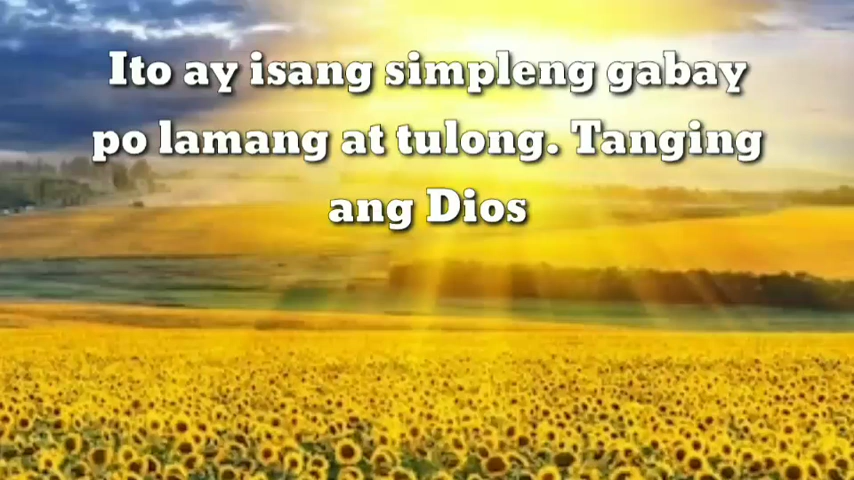 Ito ay isang simpleng gabay
po lamang at tulong. Tanging
ang Dios